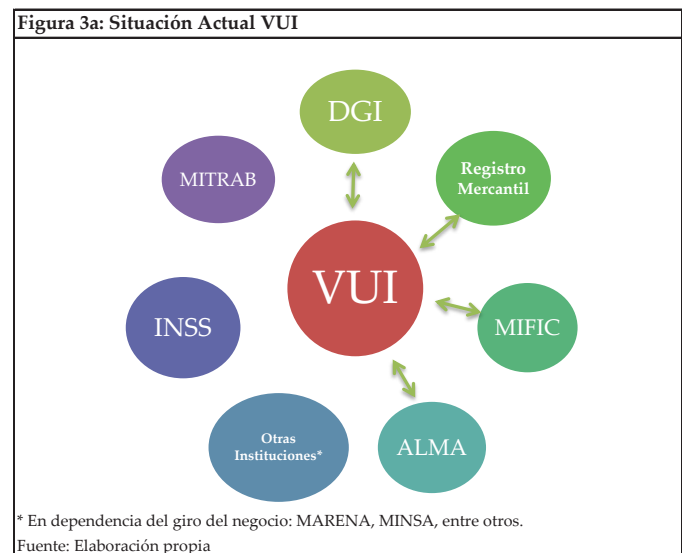 Figura 3a: Situación Actual VUI
DGI
MITRAB
Registro
Mercantil
VUI
INSS
MIFIC
Otras
Instituciones*
ALMA
* En dependencia del giro del negocio: MARENA, MINSA, entre otros.
Fuente: Elaboración propia